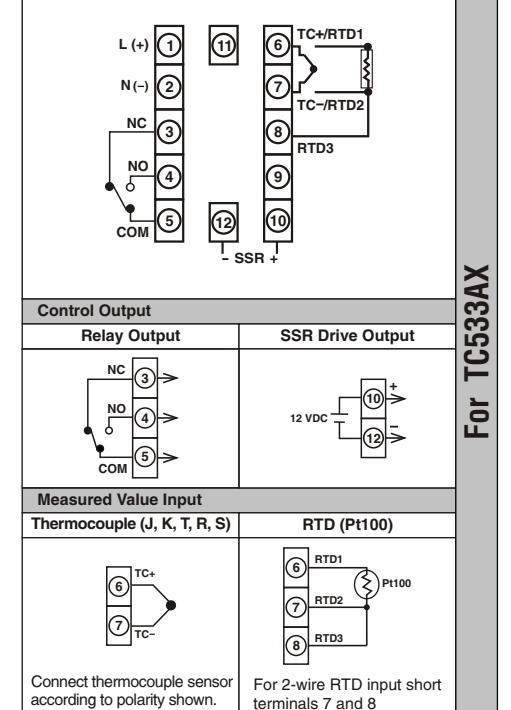 L (+) 1 11 6 TC+/RTD1
N (–) 2 7 TC–/RTD2
NC 3 8 RTD3
NO 4 9
COM 5 12 10
– SSR +
Control Output
Relay Output SSR Drive Output
NC 3
NO 4
COM 5
12 VDC 10 +
12 –
Measured Value Input
Thermocouple (J, K, T, R, S) RTD (Pt100)
6 TC+
7 TC–
6 RTD1
7 RTD2
8 RTD3
Pt100
Connect thermocouple sensor
according to polarity shown.
For 2-wire RTD input short
terminals 7 and 8
For TC533AX